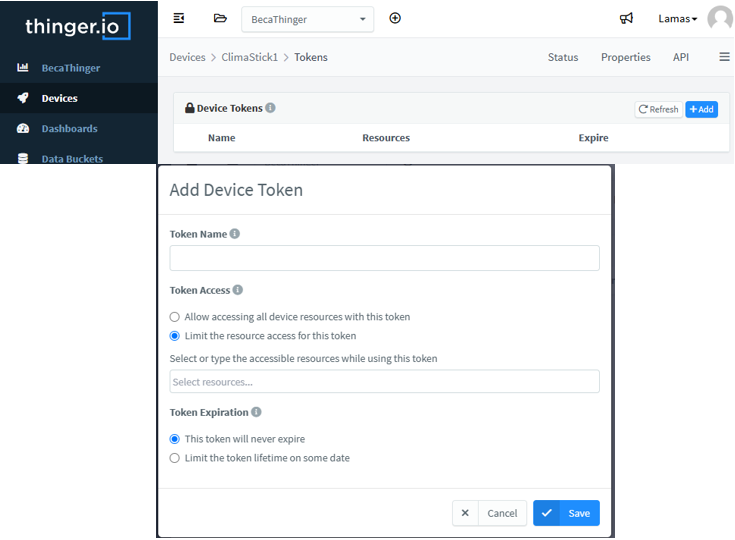 thinger.io
BecaThinger
Lamas
BecaThinger
Devices
Dashboards
Data Buckets
Devices > ClimaStick1 > Tokens
Status
Properties
API
Device Tokens
Refresh
+Add
Name
Resources
Expire
Add Device Token
Token Name
Token Access
Allow accessing all device resources with this token
Limit the resource access for this token
Select or type the accessible resources while using this token
Select resources...
Token Expiration
This token will never expire
Limit the token lifetime on some date
Cancel
Save